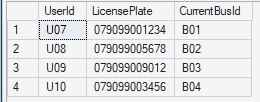 UserId LicensePlate CurrentBusId
1 U07 079099001234 B01
2 U08 079099005678 B02
3 U09 079099009012 B03
4 U10 079099003456 B04